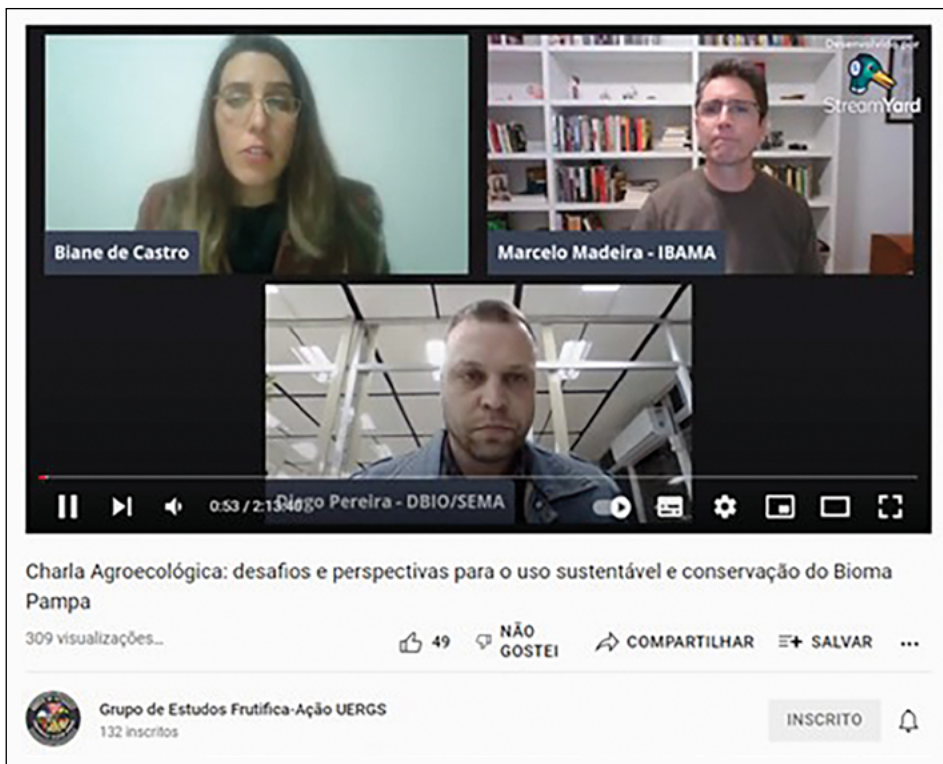 Desenvolvido por
StreamYard
Biane de Castro
Marcelo Madeira - IBAMA
Diego Pereira - DBIO/SEMA
0:53 / 2:13:40
Charla Agroecológica: desafios e perspectivas para o uso sustentável e conservação do Bioma
Pampa
309 visualizações...
49
NÃO
GOSTEI
COMPARTILHAR
SALVAR
Grupo de Estudos Frutifica-Ação UERGS
132 inscritos
INSCRITO